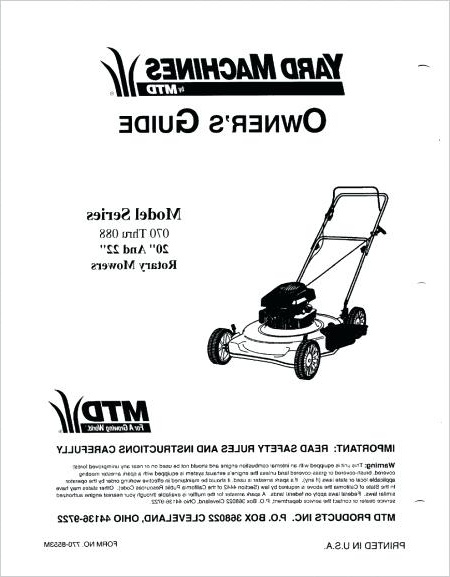 YARD MACHINES
by MTD
OWNER'S GUIDE
Model Series
070 Thru 088
20" And 22"
Rotary Mowers
MTD
For A Growing World.
IMPORTANT: READ SAFETY RULES AND INSTRUCTIONS CAREFULLY
Warning: This unit is equipped with an internal combustion engine and should not be used on or near any unimproved forest
covered, brush-covered or grass covered land unless the engine's exhaust system is equipped with a spark arrester meeting
applicable local or state laws (if any). If a spark arrester is used, it should be maintained in effective working order by the operator
In the State of California the above is required by law (Section 4442 of the California Public Resources Code). Other states may have
similar laws. Federal laws apply on federal lands. A spark arrester for the muffler is available through your nearest engine authorized
service dealer or contact the service department, P.O. Box 368022 Cleveland, Ohio 44136-9722
MTD PRODUCTS INC. P.O. BOX 368022 CLEVELAND, OHIO 44136-9722
PRINTED IN U.S.A.
FORM NO. 770-8553M